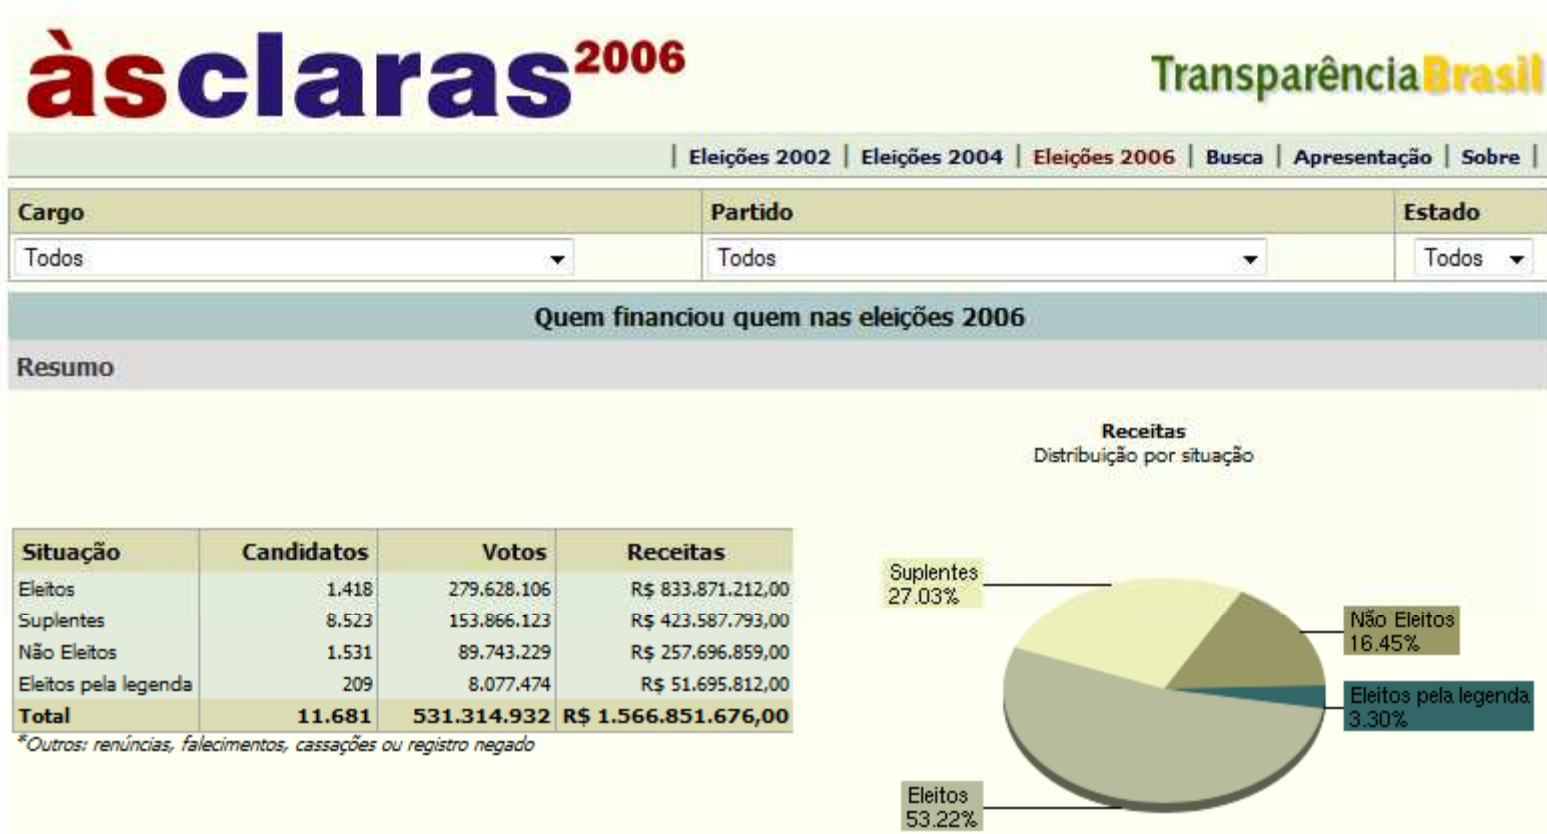 àsclaras2006
TransparênciaBrasil
| Eleições 2002 | Eleições 2004 | Eleições 2006 | Busca | Apresentação | Sobre |
Cargo Partido Estado
Todos Todos Todos
Quem financiou quem nas eleições 2006
Resumo
Receitas
Distribuição por situação
Situação Candidatos Votos Receitas
Eleitos 1.418 279.628.106 R$ 833.871.212,00
Suplentes 8.523 153.866.123 R$ 423.587.793,00
Não Eleitos 1.531 89.743.229 R$ 257.696.859,00
Eleitos pela legenda 209 8.077.474 R$ 51.695.812,00
Total 11.681 531.314.932 R$ 1.566.851.676,00
*Outros: renúncias, falecimentos, cassações ou registro negado
Suplentes
27.03%
Não Eleitos
16.45%
Eleitos pela legenda
3.30%
Eleitos
53.22%